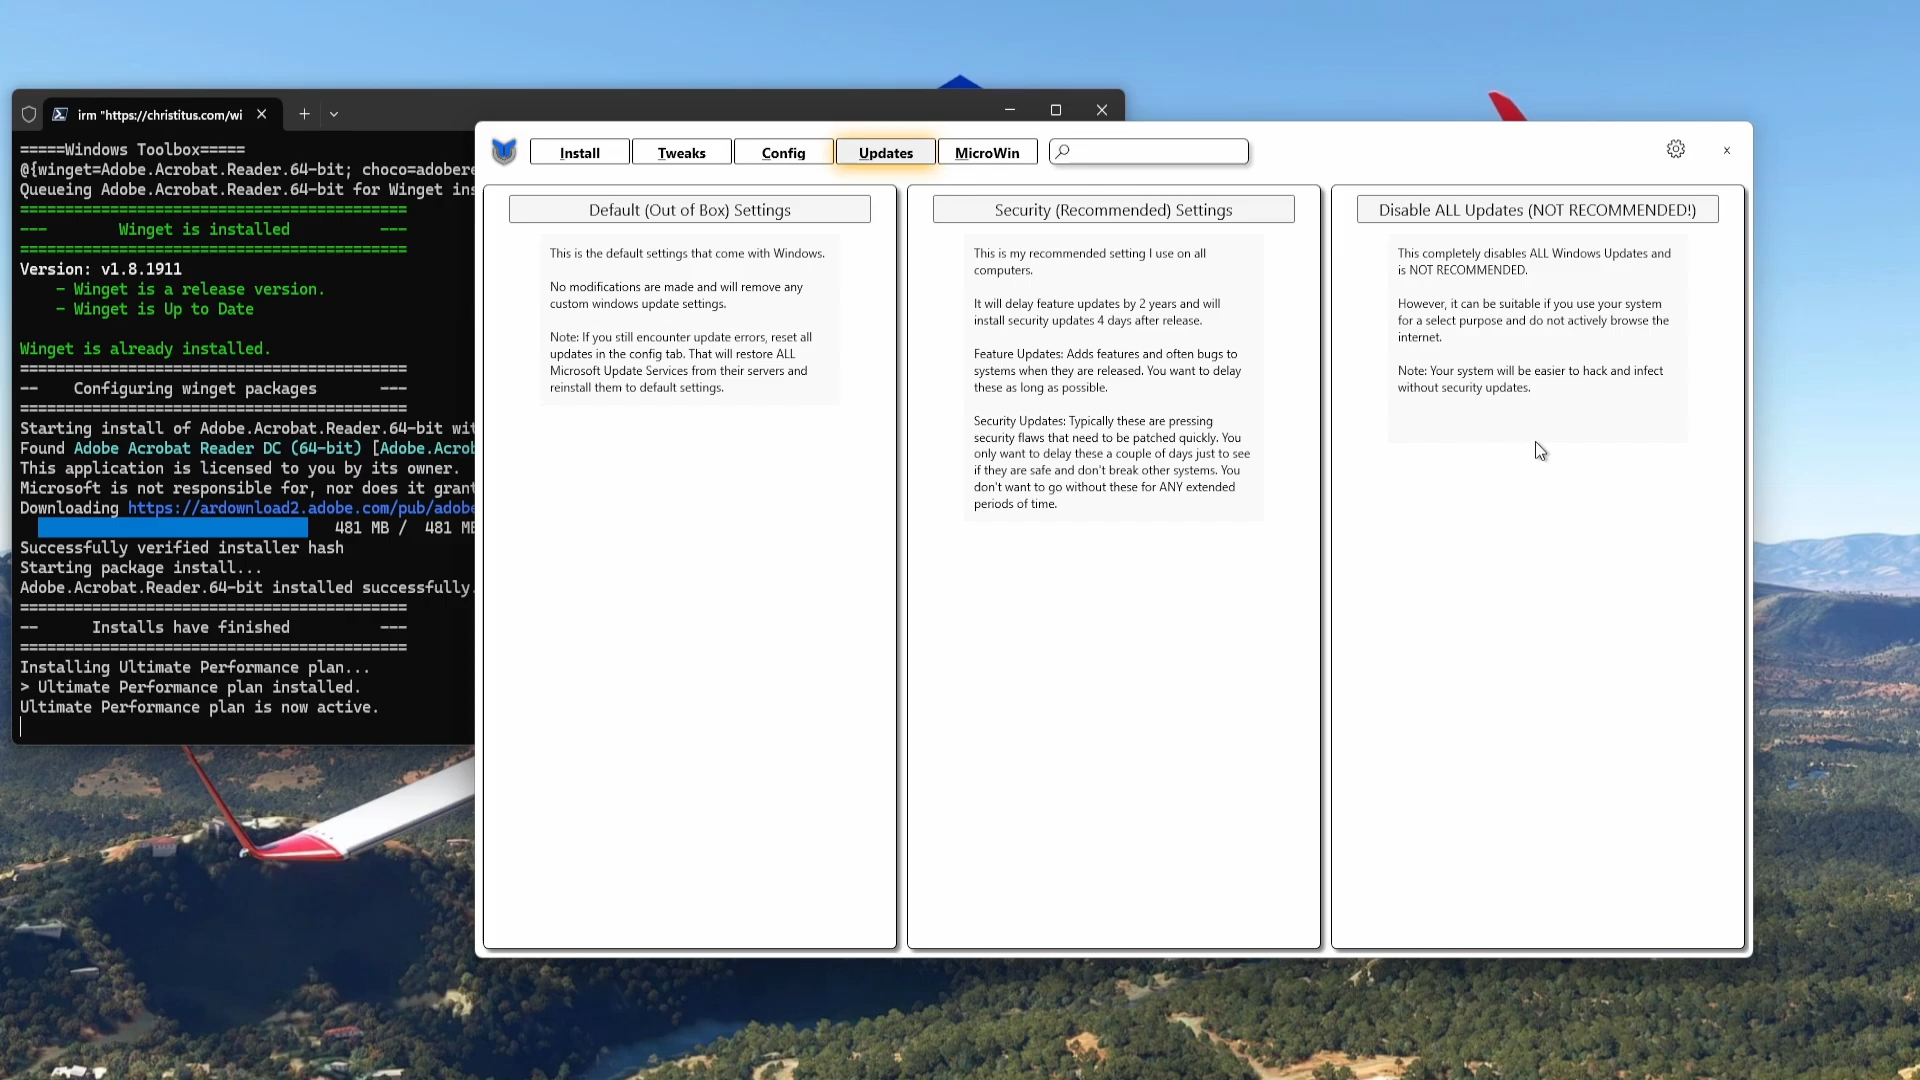 irm "https://christitus.com/wi
=====Windows Toolbox=====
@{winget=Adobe.Acrobat.Reader.64-bit; choco=adobere
Queueing Adobe.Acrobat.Reader.64-bit for Winget ins
===========================================
--- Winget is installed ---
===========================================
Version: v1.8.1911
- Winget is a release version.
- Winget is Up to Date
Winget is already installed.
===========================================
-- Configuring winget packages ---
===========================================
Starting install of Adobe.Acrobat.Reader.64-bit wit
Found Adobe Acrobat Reader DC (64-bit) [Adobe.Acrob
This application is licensed to you by its owner.
Microsoft is not responsible for, nor does it grant
Downloading https://ardownload2.adobe.com/pub/adobe
481 MB / 481 MB
Successfully verified installer hash
Starting package install...
Adobe.Acrobat.Reader.64-bit installed successfully.
===========================================
-- Installs have finished ---
===========================================
Installing Ultimate Performance plan...
> Ultimate Performance plan installed.
Ultimate Performance plan is now active.
Install Tweaks Config Updates MicroWin
Default (Out of Box) Settings
This is the default settings that come with Windows.
No modifications are made and will remove any
custom windows update settings.
Note: If you still encounter update errors, reset all
updates in the config tab. That will restore ALL
Microsoft Update Services from their servers and
reinstall them to default settings.
Security (Recommended) Settings
This is my recommended setting I use on all
computers.
It will delay feature updates by 2 years and will
install security updates 4 days after release.
Feature Updates: Adds features and often bugs to
systems when they are released. You want to delay
these as long as possible.
Security Updates: Typically these are pressing
security flaws that need to be patched quickly. You
only want to delay these a couple of days just to see
if they are safe and don't break other systems. You
don't want to go without these for ANY extended
periods of time.
Disable ALL Updates (NOT RECOMMENDED!)
This completely disables ALL Windows Updates and
is NOT RECOMMENDED.
However, it can be suitable if you use your system
for a select purpose and do not actively browse the
internet.
Note: Your system will be easier to hack and infect
without security updates.